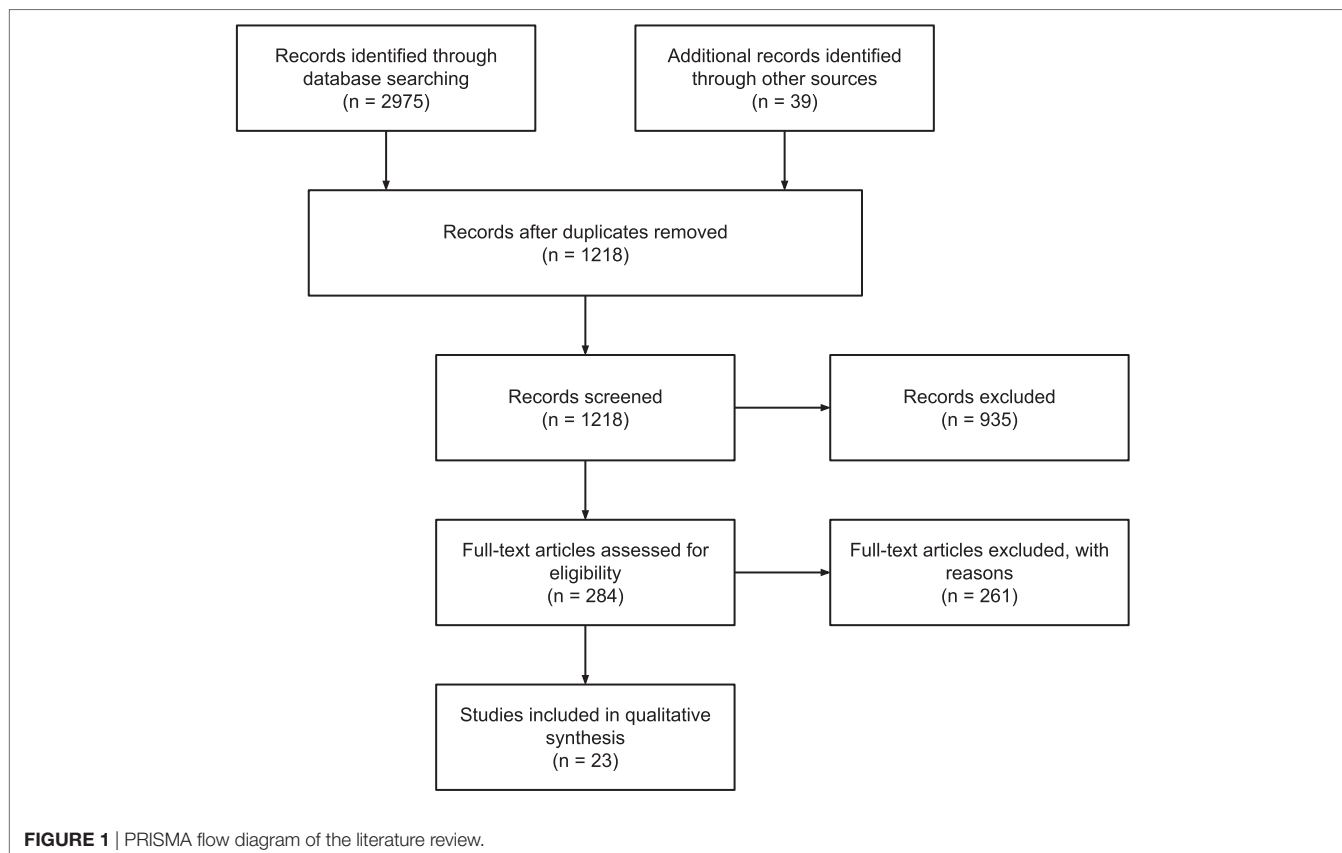 Records identified through
database searching
(n = 2975)
Additional records identified
through other sources
(n = 39)
Records after duplicates removed
(n = 1218)
Records screened
(n = 1218)
Records excluded
(n = 935)
Full-text articles assessed for
eligibility
(n = 284)
Full-text articles excluded, with
reasons
(n = 261)
Studies included in qualitative
synthesis
(n = 23)
FIGURE 1 | PRISMA flow diagram of the literature review.